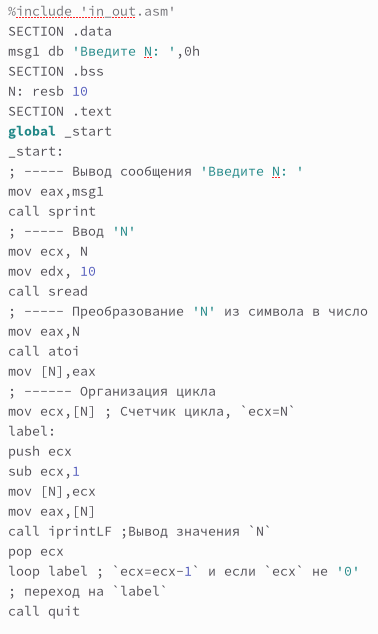 %include 'in_out.asm'
SECTION .data
msg1 db 'Введите N: ',0h
SECTION .bss
N: resb 10
SECTION .text
global _start
_start:
; ----- Вывод сообщения 'Введите N: '
mov eax,msg1
call sprint
; ----- Ввод 'N'
mov ecx, N
mov edx, 10
call sread
; ----- Преобразование 'N' из символа в число
mov eax,N
call atoi
mov [N],eax
; ------ Организация цикла
mov ecx,[N] ; Счетчик цикла, `ecx=N`
label:
push ecx
sub ecx,1
mov [N],ecx
mov eax,[N]
call iprintLF ;Вывод значения `N`
pop ecx
loop label ; `ecx=ecx-1` и если `ecx` не '0'
; переход на `label`
call quit